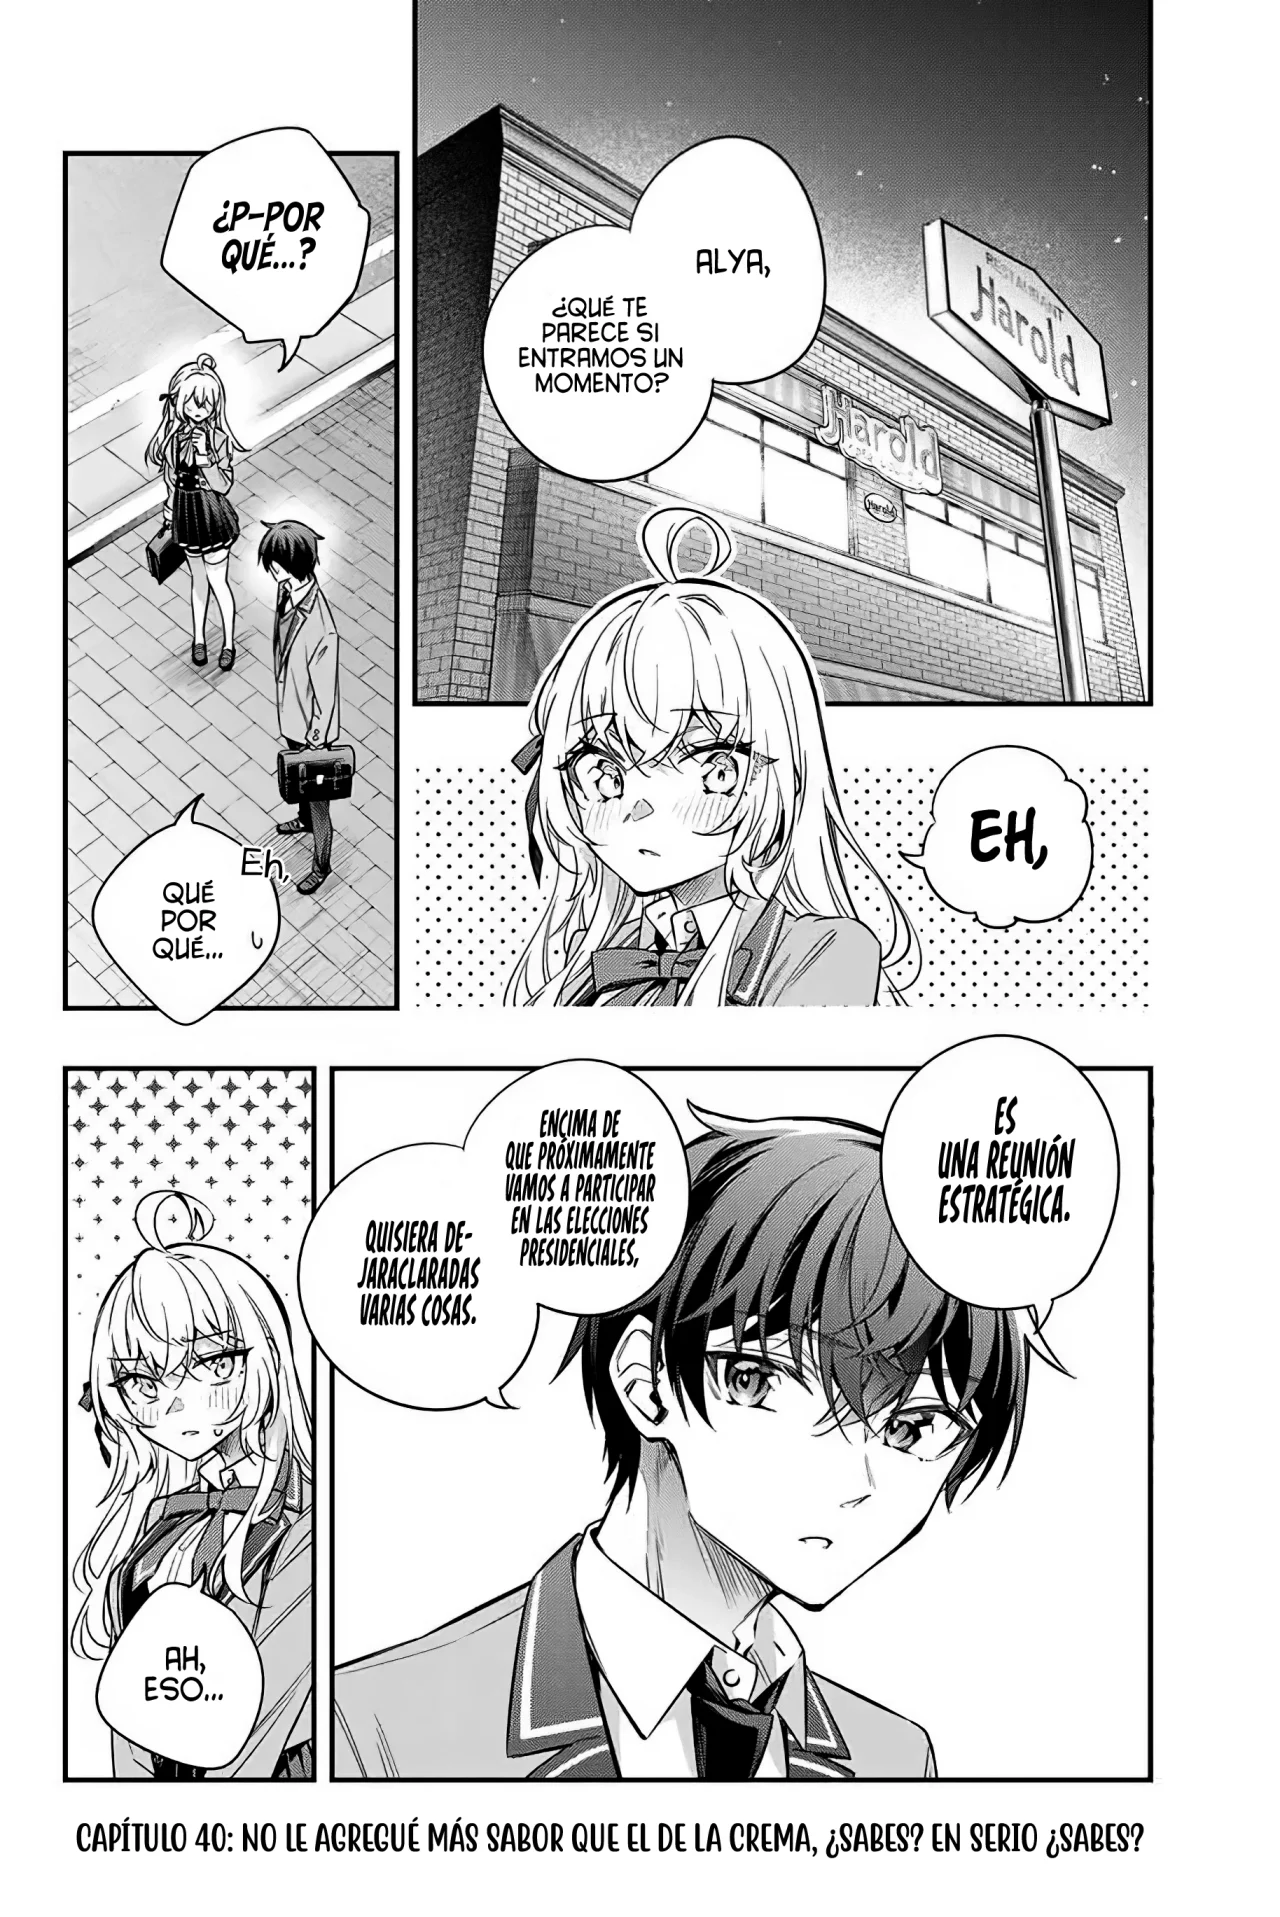 ALYA,
¿QUÉ TE
PARECE SI
ENTRAMOS UN
MOMENTO?
RESTAURANT
Harold
Harold
Harold
EH,
¿P-POR
QUÉ...?
Eh,
QUÉ
POR
QUÉ...
ES
UNA REUNIÓN
ESTRATÉGICA.
ENCIMA DE
QUE PRÓXIMAMENTE
VAMOS A PARTICIPAR
EN LAS ELECCIONES
PRESIDENCIALES,
QUISIERA DE-
JARACLARADAS
VARIAS COSAS.
AH,
ESO...
CAPÍTULO 40: NO LE AGREGUÉ MÁS SABOR QUE EL DE LA CREMA, ¿SABES? EN SERIO ¿SABES?